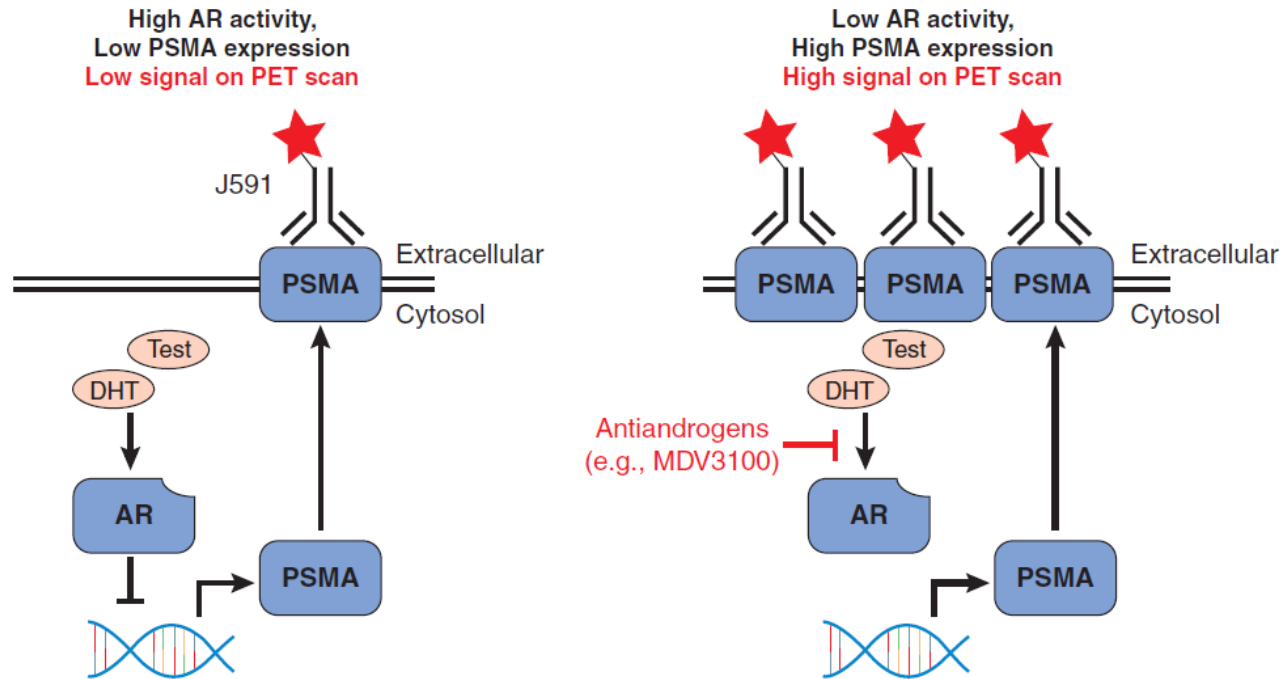 High AR activity,
Low PSMA expression
Low signal on PET scan
J591
Extracellular
PSMA
Cytosol
Test
DHT
AR
PSMA
Low AR activity,
High PSMA expression
High signal on PET scan
Extracellular
PSMA
PSMA
PSMA
Cytosol
Test
DHT
Antiandrogens
(e.g., MDV3100)
AR
PSMA